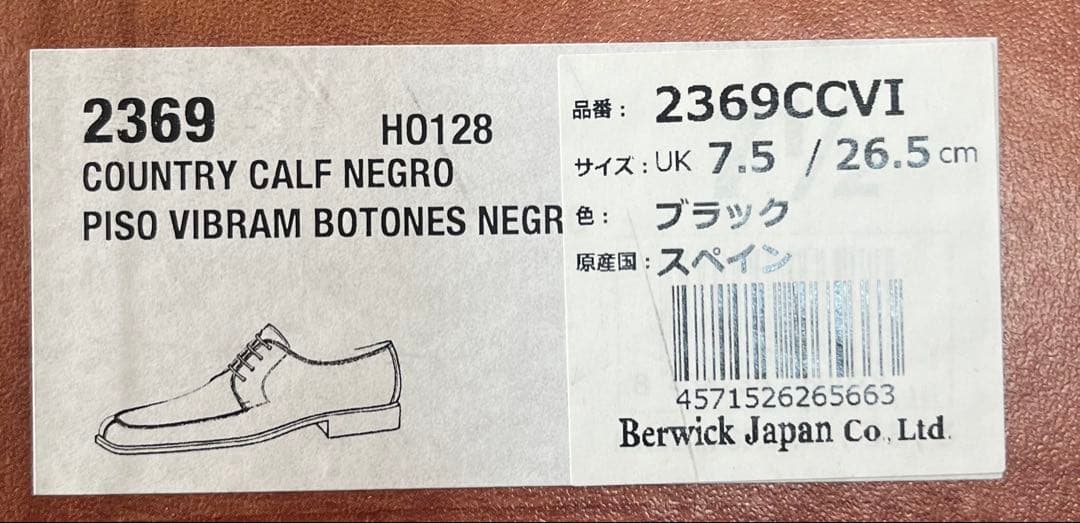 2369
HO128
COUNTRY CALF NEGRO
PISO VIBRAM BOTONES NEGR
品番： 2369CCVI
サイズ：UK 7.5 / 26.5 cm
色： ブラック
原産国：スペイン
4571526265663
Berwick Japan Co., Ltd.